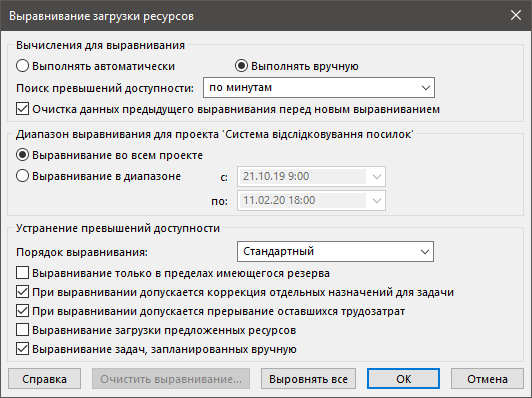 Выравнивание загрузки ресурсов
Вычисления для выравнивания
Выполнять автоматически Выполнять вручную
Поиск превышений доступности: по минутам
Очистка данных предыдущего выравнивания перед новым выравниванием
Диапазон выравнивания для проекта 'Система відслідковування посилок'
Выравнивание во всем проекте
Выравнивание в диапазоне с: 21.10.19 9:00
по: 11.02.20 18:00
Устранение превышений доступности
Порядок выравнивания: Стандартный
Выравнивание только в пределах имеющегося резерва
При выравнивании допускается коррекция отдельных назначений для задачи
При выравнивании допускается прерывание оставшихся трудозатрат
Выравнивание загрузки предложенных ресурсов
Выравнивание задач, запланированных вручную
Справка Очистить выравнивание... Выровнять все ОК Отмена